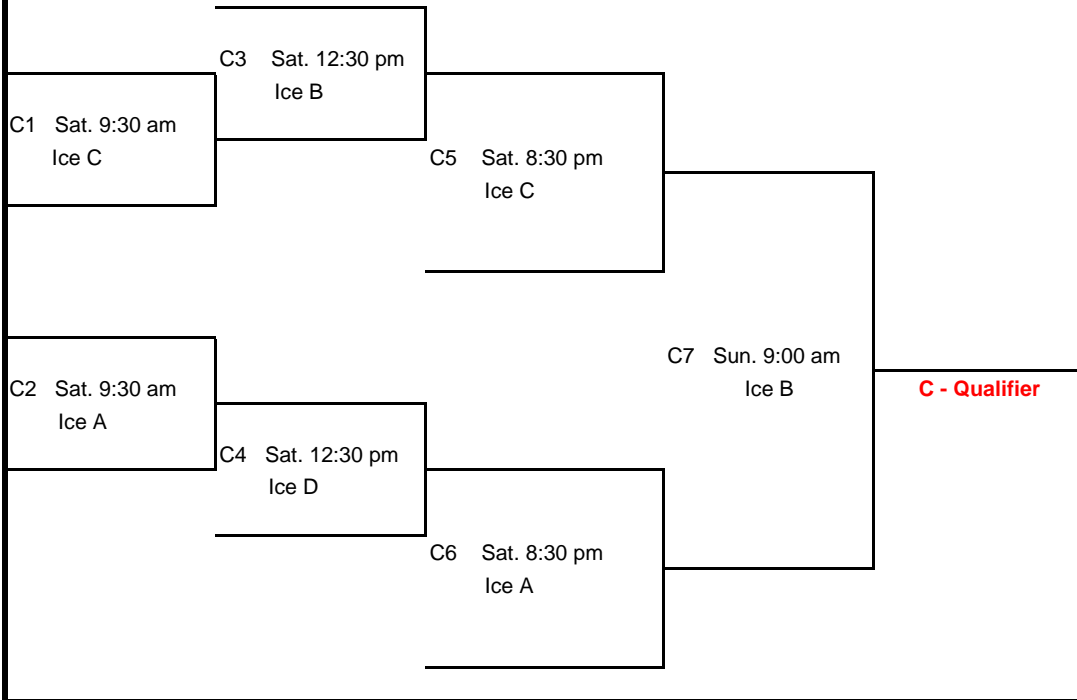 C3 Sat. 12:30 pm
Ice B
C1 Sat. 9:30 am
Ice C
C5 Sat. 8:30 pm
Ice C
C7 Sun. 9:00 am
Ice B
C - Qualifier
C2 Sat. 9:30 am
Ice A
C4 Sat. 12:30 pm
Ice D
C6 Sat. 8:30 pm
Ice A